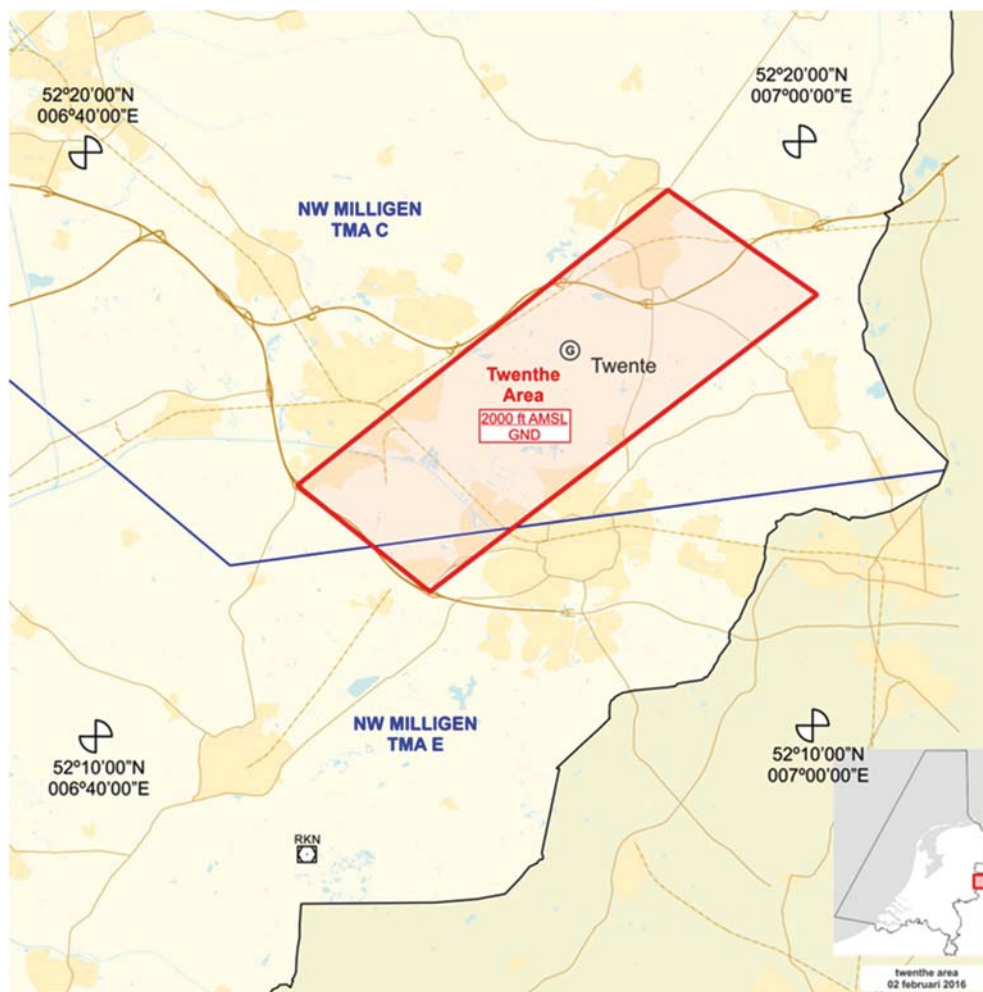 52º20'00"N
006º40'00"E
52º20'00"N
007º00'00"E
NW MILLIGEN
TMA C
G
Twente
Twenthe
Area
2000 ft AMSL
GND
NW MILLIGEN
TMA E
52º10'00"N
006º40'00"E
52º10'00"N
007º00'00"E
RKN
twenthe area
02 februari 2016